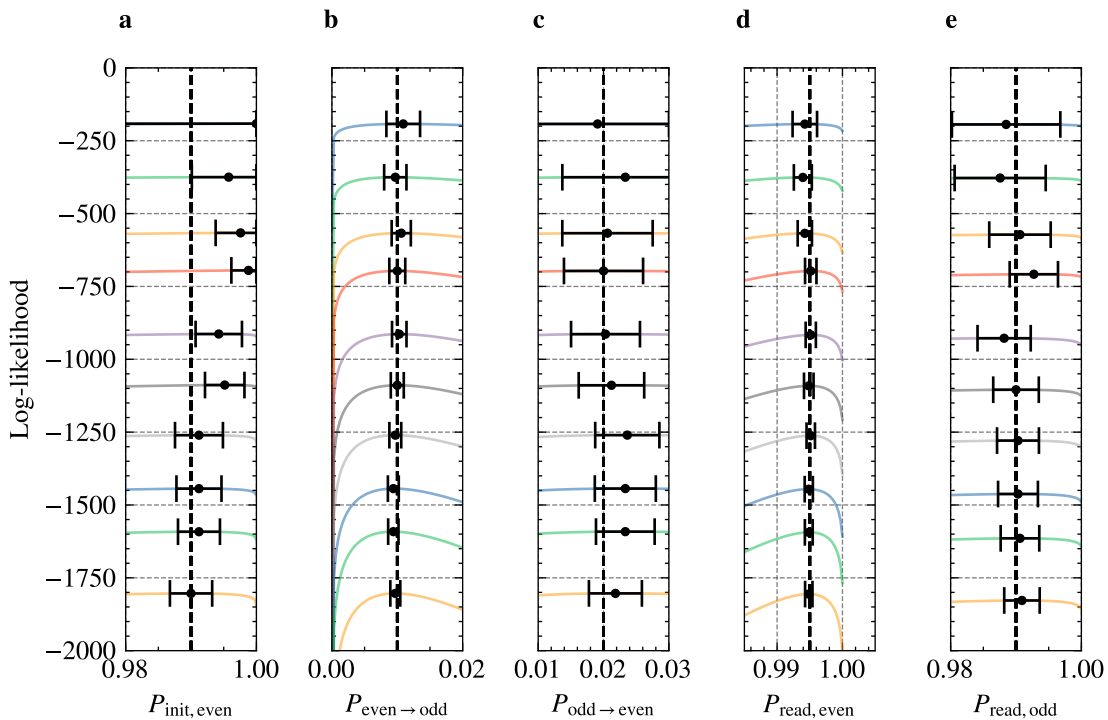 a b c d e
0
−250
−500
−750
−1000
−1250
−1500
−1750
−2000
Log-likelihood
0.98 1.00 0.00 0.02 0.01 0.02 0.03 0.99 1.00 0.98 1.00
P_init, even P_even → odd P_odd → even P_read, even P_read, odd